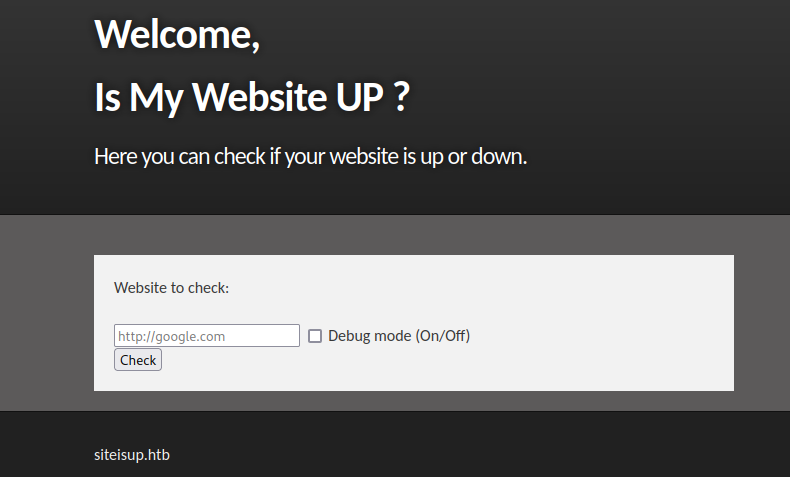 Welcome,
Is My Website UP ?
Here you can check if your website is up or down.
Website to check:
http://google.com Debug mode (On/Off)
Check
siteisup.htb